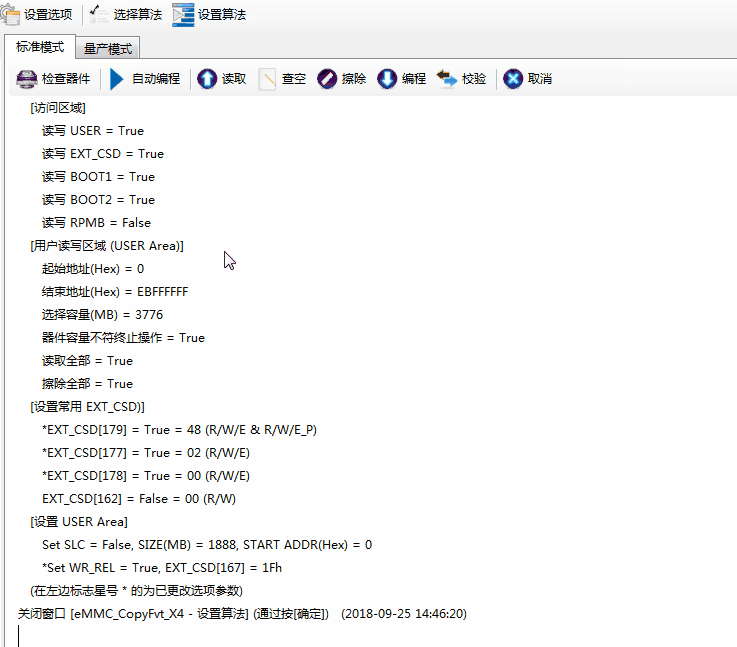 设置选项 选择算法 设置算法
标准模式 量产模式
检查器件 自动编程 读取 查空 擦除 编程 校验 取消
[访问区域]
读写 USER = True
读写 EXT_CSD = True
读写 BOOT1 = True
读写 BOOT2 = True
读写 RPMB = False
[用户读写区域 (USER Area)]
起始地址(Hex) = 0
结束地址(Hex) = EBFFFFFF
选择容量(MB) = 3776
器件容量不符终止操作 = True
读取全部 = True
擦除全部 = True
[设置常用 EXT_CSD)]
*EXT_CSD[179] = True = 48 (R/W/E & R/W/E_P)
*EXT_CSD[177] = True = 02 (R/W/E)
*EXT_CSD[178] = True = 00 (R/W/E)
EXT_CSD[162] = False = 00 (R/W)
[设置 USER Area]
Set SLC = False, SIZE(MB) = 1888, START ADDR(Hex) = 0
*Set WR_REL = True, EXT_CSD[167] = 1Fh
(在左边标志星号 * 的为已更改选项参数)
关闭窗口 [eMMC_CopyFvt_X4 - 设置算法] (通过按[确定]) (2018-09-25 14:46:20)